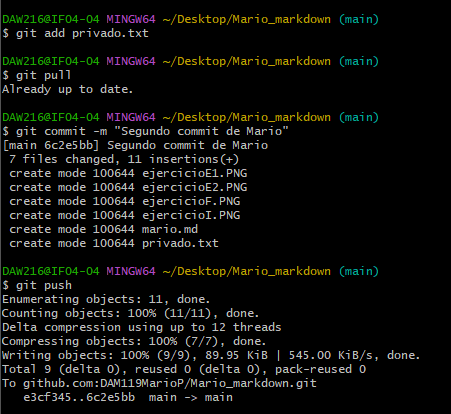 DAW216@IF04-04 MINGW64 ~/Desktop/Mario_markdown (main)
$ git add privado.txt
DAW216@IF04-04 MINGW64 ~/Desktop/Mario_markdown (main)
$ git pull
Already up to date.
DAW216@IF04-04 MINGW64 ~/Desktop/Mario_markdown (main)
$ git commit -m "Segundo commit de Mario"
[main 6c2e5bb] Segundo commit de Mario
 7 files changed, 11 insertions(+)
 create mode 100644 ejercicioE1.PNG
 create mode 100644 ejercicioE2.PNG
 create mode 100644 ejercicioF.PNG
 create mode 100644 ejercicioI.PNG
 create mode 100644 mario.md
 create mode 100644 privado.txt
DAW216@IF04-04 MINGW64 ~/Desktop/Mario_markdown (main)
$ git push
Enumerating objects: 11, done.
Counting objects: 100% (11/11), done.
Delta compression using up to 12 threads
Compressing objects: 100% (7/7), done.
Writing objects: 100% (9/9), 89.95 KiB | 545.00 KiB/s, done.
Total 9 (delta 0), reused 0 (delta 0), pack-reused 0
To github.com:DAM119MarioP/Mario_markdown.git
   e3cf345..6c2e5bb  main -> main